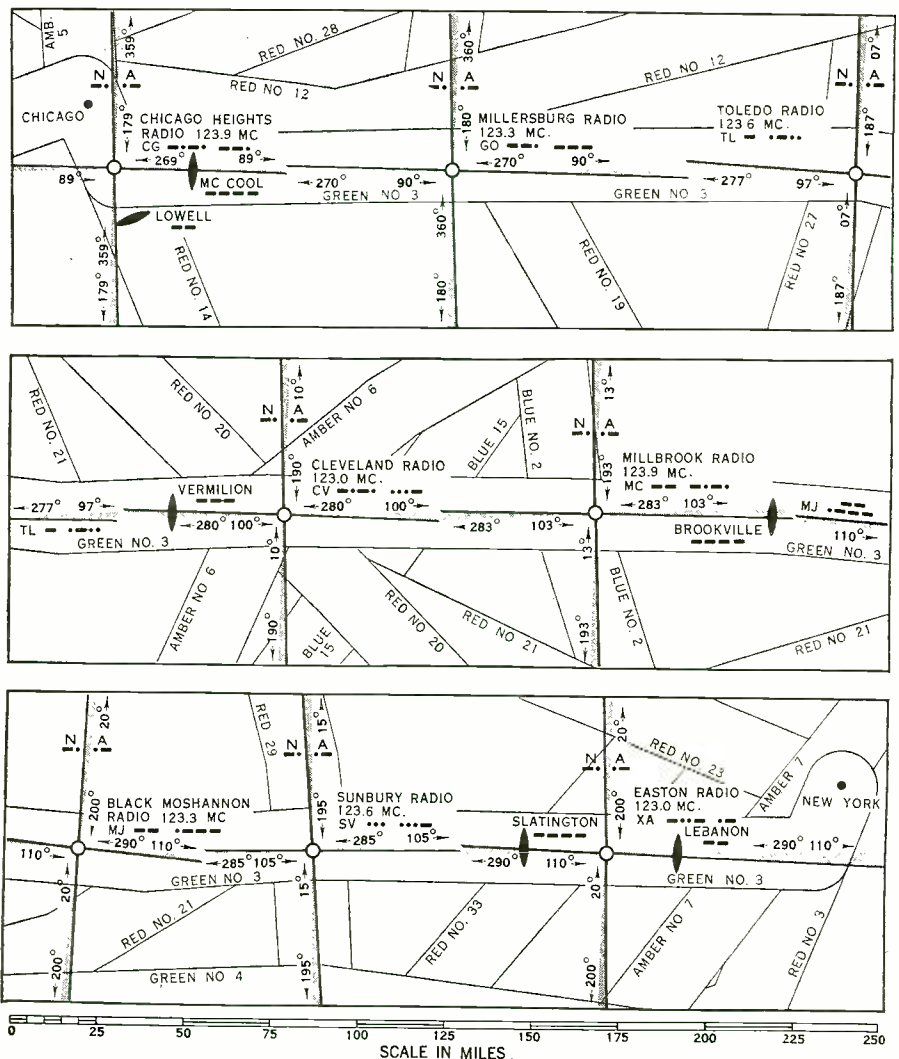 AMB. 5
359°
RED NO. 28
360°
07°
N A
RED NO 12
N A
RED NO. 12
N A
CHICAGO
179°
CHICAGO HEIGHTS
RADIO 123.9 MC
CG
180°
MILLERSBURG RADIO
123.3 MC.
GO
TOLEDO RADIO
123.6 MC.
TL
187°
89°
269° 89°
MC COOL
270° 90°
270° 90°
277° 97°
GREEN NO 3
GREEN NO. 3
LOWELL
359°
179°
RED NO. 14
360°
180°
RED NO. 19
RED NO. 27
07°
187°
RED NO. 21
RED NO. 20
10°
AMBER NO 6
BLUE 15
BLUE NO. 2
13°
N A
N A
190°
CLEVELAND RADIO
123.0 MC.
CV
193
MILLBROOK RADIO
123.9 MC.
MC
VERMILION
277° 97°
280° 100°
280° 100°
283° 103°
283° 103°
MJ
110°
TL
BROOKVILLE
GREEN NO. 3
GREEN NO. 3
10°
190°
13°
193°
AMBER NO 6
BLUE 15
RED NO. 20
RED NO. 21
BLUE NO. 2
RED NO. 21
20°
RED 29
15°
20°
RED NO. 23
AMBER 7
N A
N A
N A
NEW YORK
200°
BLACK MOSHANNON
RADIO 123.3 MC
MJ
195°
SUNBURY RADIO
123.6 MC.
SV
200°
EASTON RADIO
123.0 MC.
XA
SLATINGTON
LEBANON
110°
290° 110°
285° 105°
285 105°
290° 110°
290° 110°
GREEN NO. 3
GREEN NO. 3
20°
200°
RED NO. 21
15°
195°
RED NO. 33
20°
200°
AMBER NO 7
RED NO. 3
GREEN NO 4
0 25 50 75 100 125 150 175 200 225 250
SCALE IN MILES.